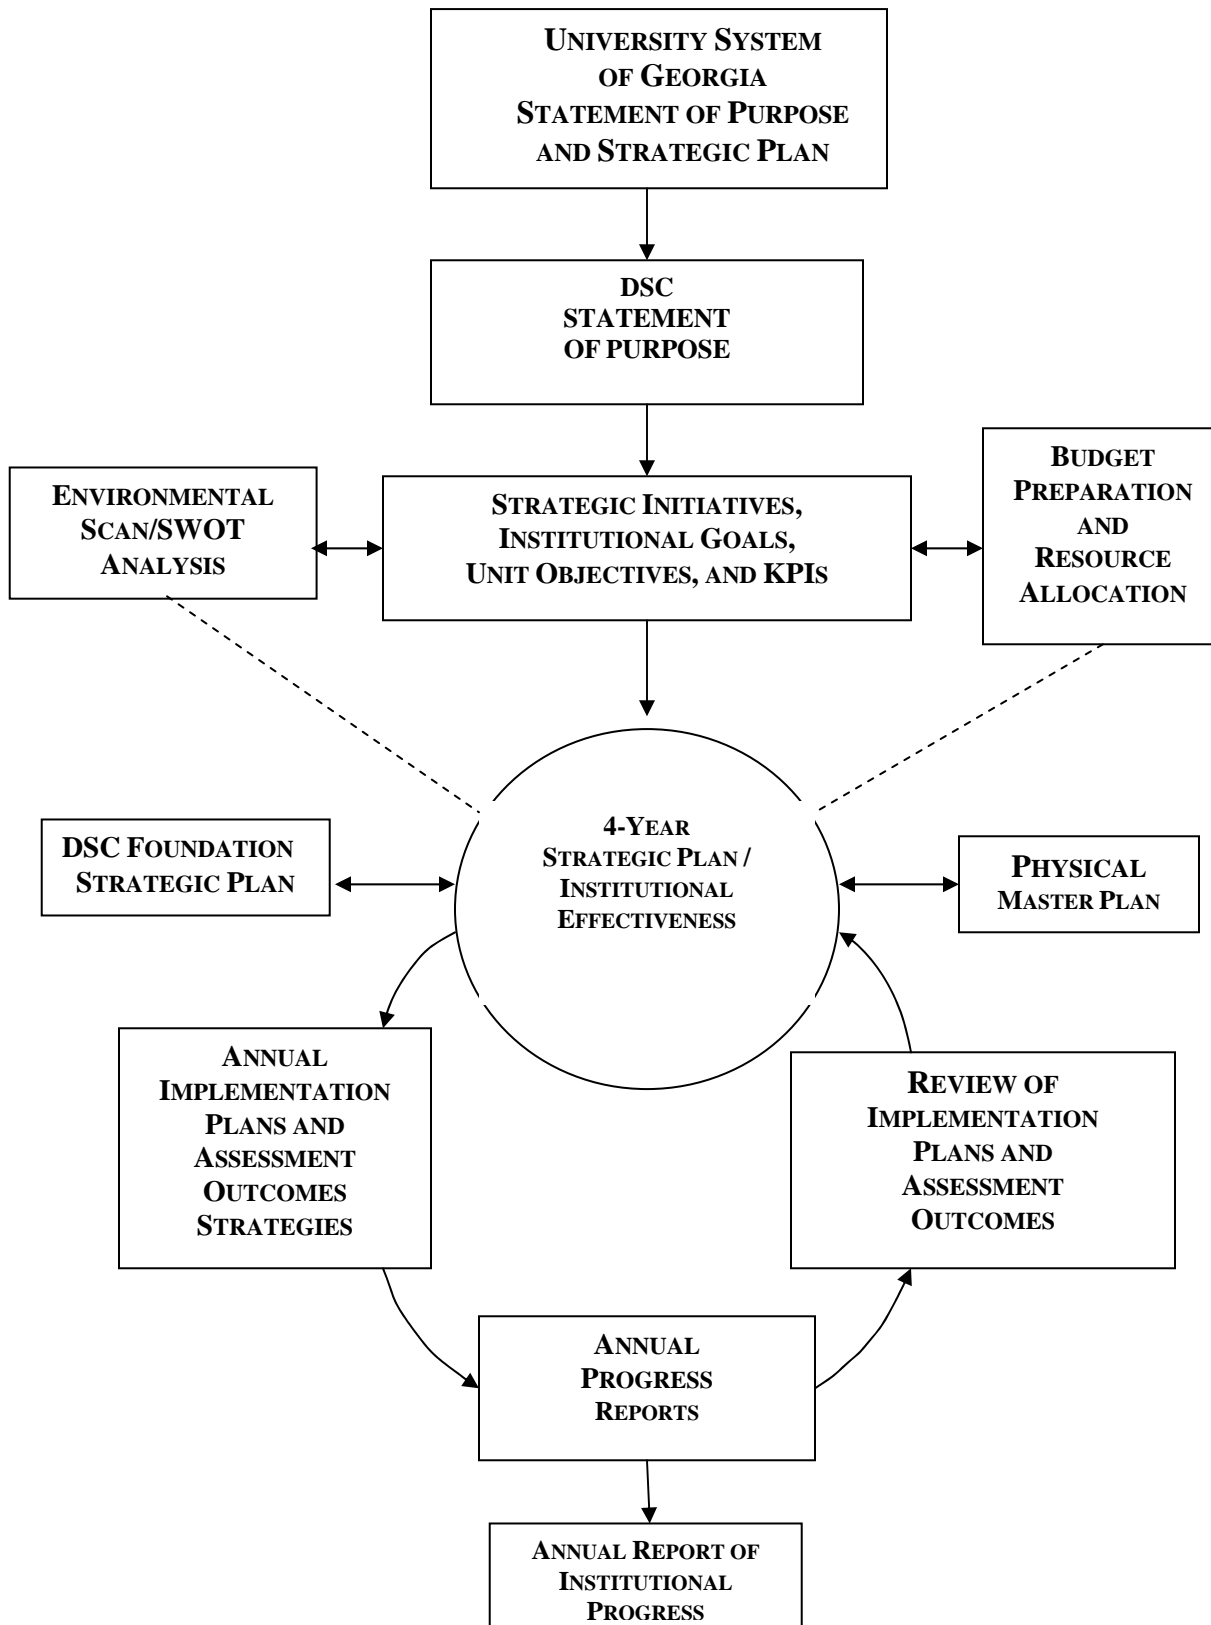 UNIVERSITY SYSTEM
OF GEORGIA
STATEMENT OF PURPOSE
AND STRATEGIC PLAN
DSC
STATEMENT
OF PURPOSE
ENVIRONMENTAL
SCAN/SWOT
ANALYSIS
STRATEGIC INITIATIVES,
INSTITUTIONAL GOALS,
UNIT OBJECTIVES, AND KPIS
BUDGET
PREPARATION
AND
RESOURCE
ALLOCATION
DSC FOUNDATION
STRATEGIC PLAN
4-YEAR
STRATEGIC PLAN /
INSTITUTIONAL
EFFECTIVENESS
PHYSICAL
MASTER PLAN
ANNUAL
IMPLEMENTATION
PLANS AND
ASSESSMENT
OUTCOMES
STRATEGIES
REVIEW OF
IMPLEMENTATION
PLANS AND
ASSESSMENT
OUTCOMES
ANNUAL
PROGRESS
REPORTS
ANNUAL REPORT OF
INSTITUTIONAL
PROGRESS